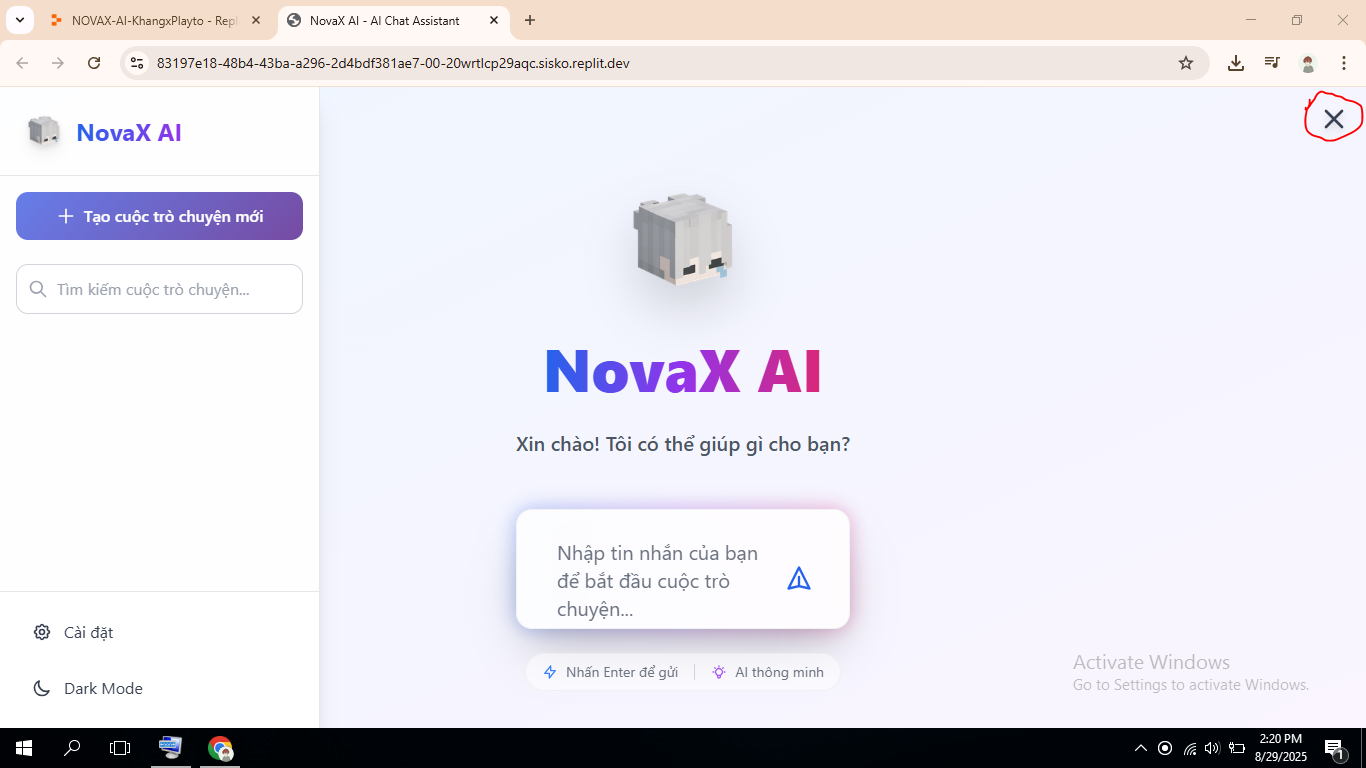 NOVAX-AI-KhangxPlayto - Repl
NovaX AI - AI Chat Assistant
83197e18-48b4-43ba-a296-2d4bdf381ae7-00-20wrtlcp29aqc.sisko.replit.dev
NovaX AI
Tạo cuộc trò chuyện mới
Tìm kiếm cuộc trò chuyện...
NovaX AI
Xin chào! Tôi có thể giúp gì cho bạn?
Nhập tin nhắn của bạn
để bắt đầu cuộc trò
chuyện...
Nhấn Enter để gửi
AI thông minh
Cài đặt
Dark Mode
Activate Windows
Go to Settings to activate Windows.
2:20 PM
8/29/2025
1